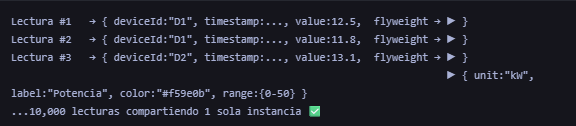 Lectura #1 → { deviceId:"D1", timestamp:..., value:12.5, flyweight → ▶ }
Lectura #2 → { deviceId:"D1", timestamp:..., value:11.8, flyweight → ▶ }
Lectura #3 → { deviceId:"D2", timestamp:..., value:13.1, flyweight → ▶ }
▶ { unit:"kW",
label:"Potencia", color:"#f59e0b", range:{0-50} }
...10,000 lecturas compartiendo 1 sola instancia ✅